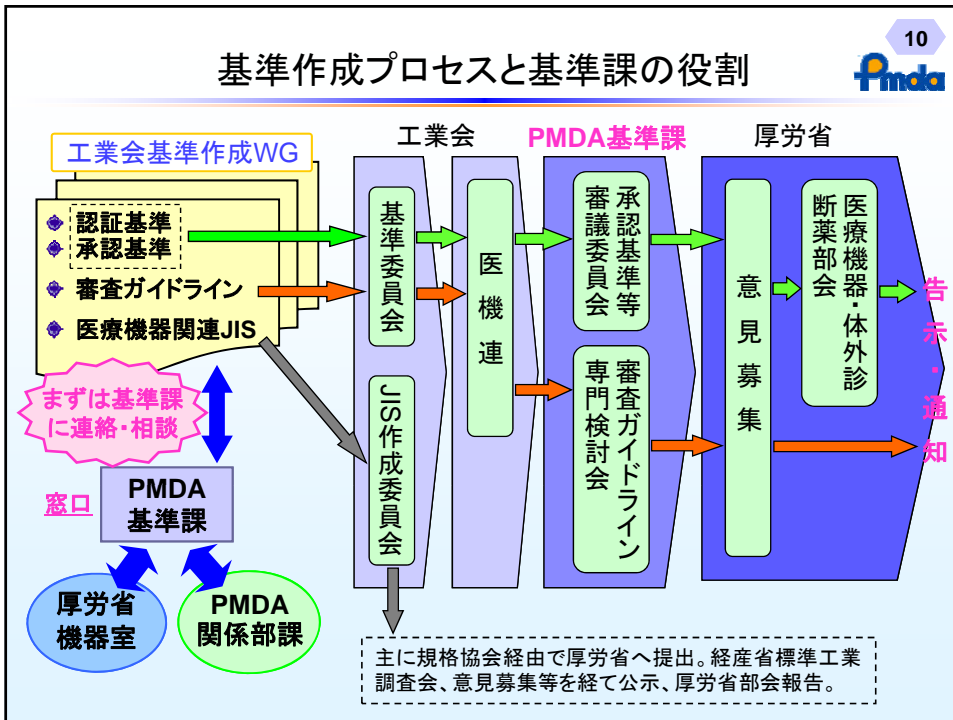 10
基準作成プロセスと基準課の役割
Pmda
工業会基準作成WG
認証基準
承認基準
審査ガイドライン
医療機器関連JIS
まずは基準課
に連絡・相談
窓口
PMDA
基準課
厚労省
機器室
PMDA
関係部課
工業会
基準委員会
JIS作成委員会
医機連
PMDA基準課
承認基準等
審議委員会
審査ガイドライン
専門検討会
厚労省
意見募集
医療機器・体外診
断薬部会
告示・通知
主に規格協会経由で厚労省へ提出。経産省標準工業
調査会、意見募集等を経て公示、厚労省部会報告。